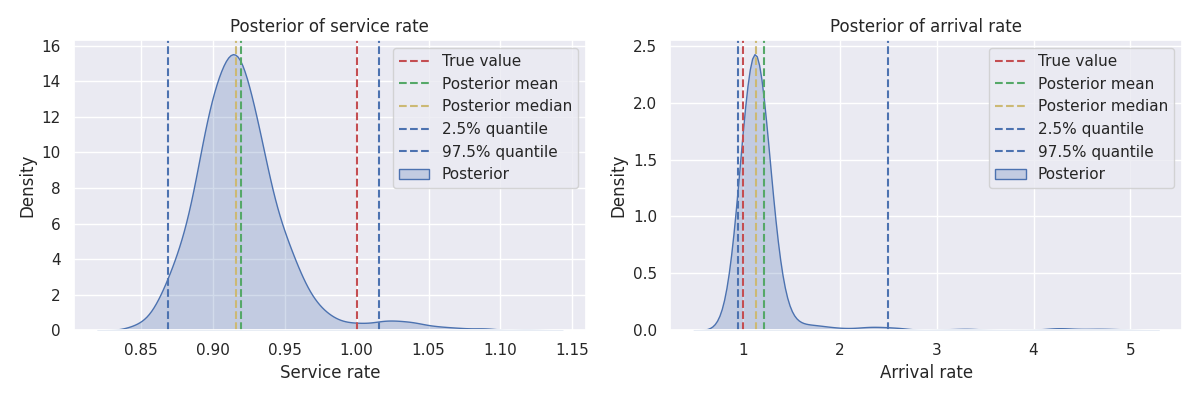 Posterior of service rate
16
14
12
10
8
6
4
2
0
Density
0.85 0.90 0.95 1.00 1.05 1.10 1.15
Service rate
True value
Posterior mean
Posterior median
2.5% quantile
97.5% quantile
Posterior
Posterior of arrival rate
2.5
2.0
1.5
1.0
0.5
0.0
Density
1 2 3 4 5
Arrival rate
True value
Posterior mean
Posterior median
2.5% quantile
97.5% quantile
Posterior